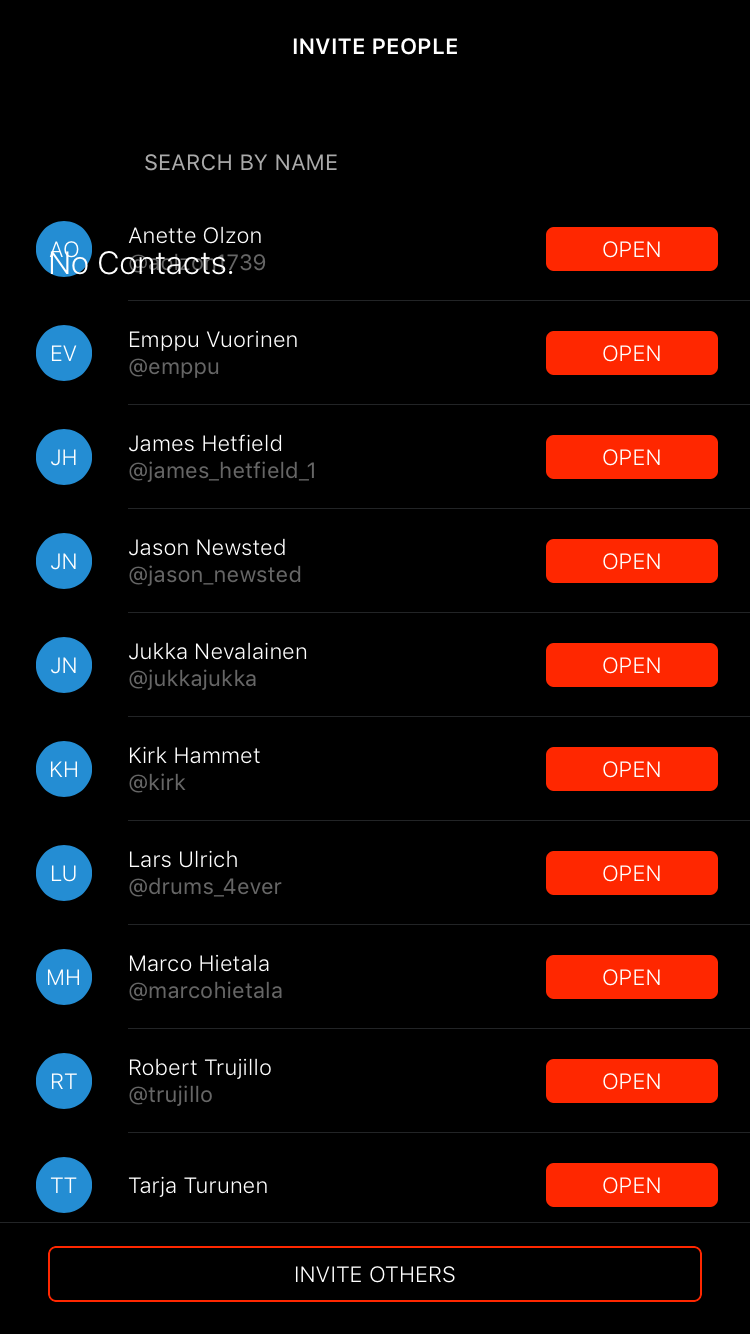 INVITE PEOPLE
SEARCH BY NAME
AO
Anette Olzon
OPEN
No Contacts.
@aolzon1739
EV
Emppu Vuorinen
@emppu
OPEN
JH
James Hetfield
@james_hetfield_1
OPEN
JN
Jason Newsted
@jason_newsted
OPEN
JN
Jukka Nevalainen
@jukkajukka
OPEN
KH
Kirk Hammet
@kirk
OPEN
LU
Lars Ulrich
@drums_4ever
OPEN
MH
Marco Hietala
@marcohietala
OPEN
RT
Robert Trujillo
@trujillo
OPEN
TT
Tarja Turunen
OPEN
INVITE OTHERS